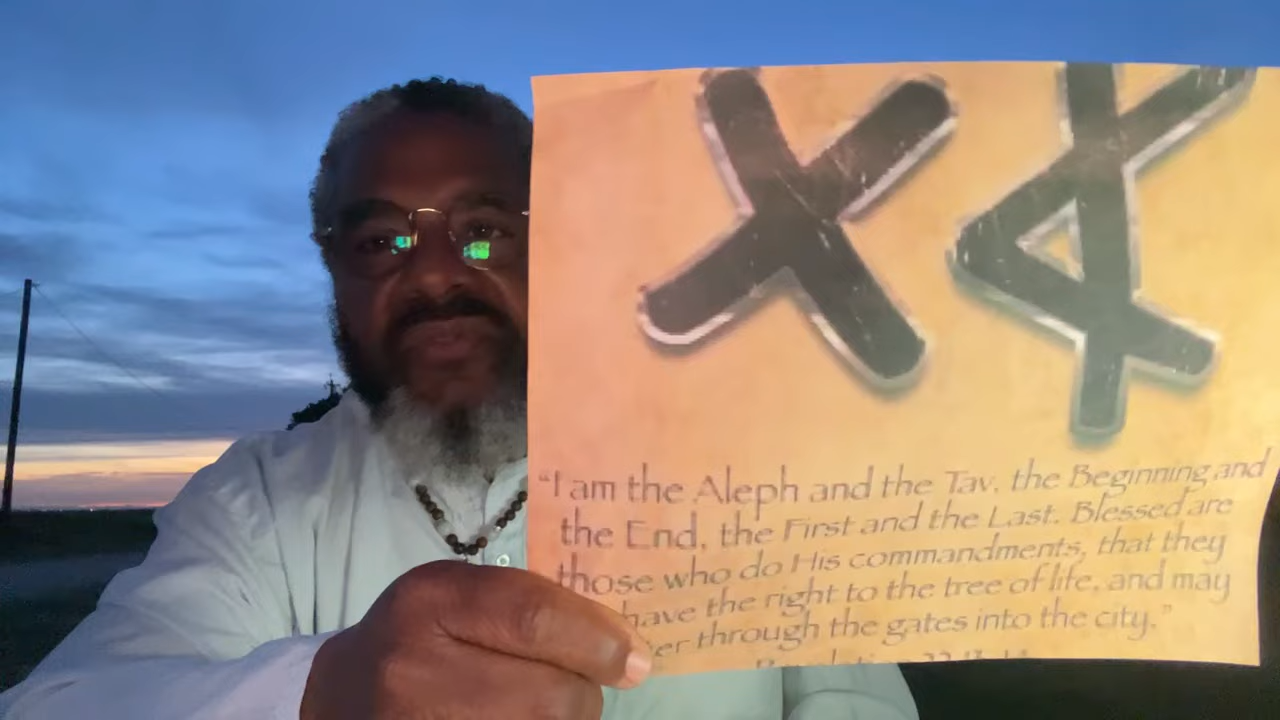 𐤕𐤀
“I am the Aleph and the Tav, the Beginning and
the End, the First and the Last. Blessed are
those who do His commandments, that they
have the right to the tree of life, and may
through the gates into the city.”